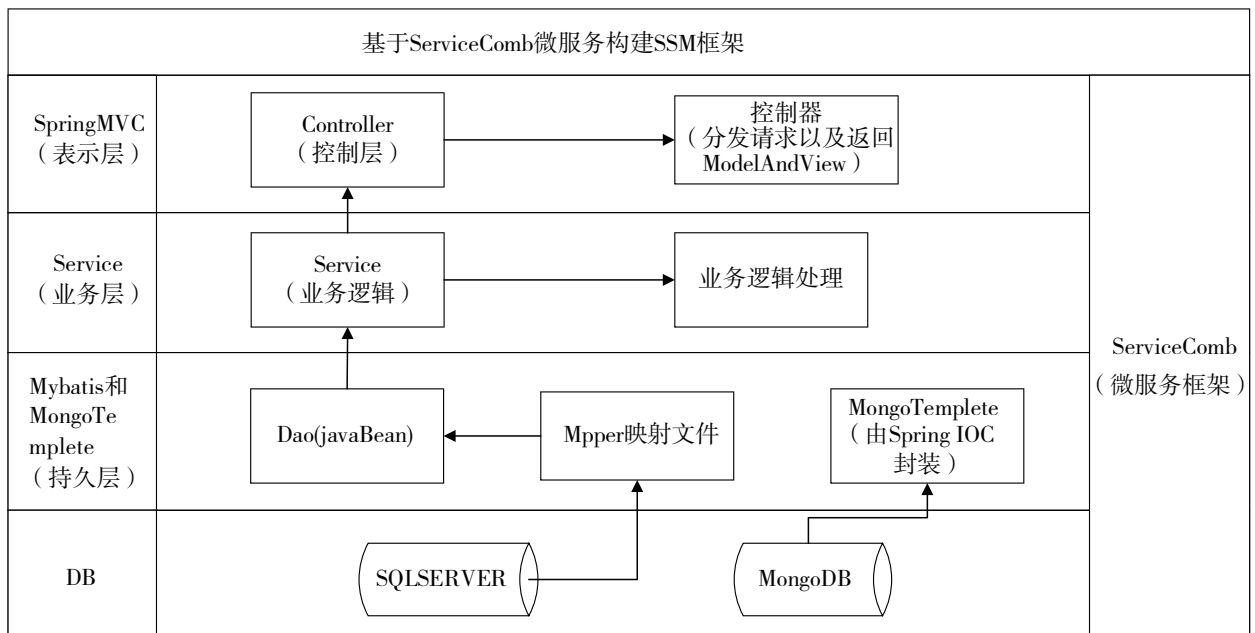 基于ServiceComb微服务构建SSM框架
SpringMVC
（表示层）
Controller
（控制层）
控制器
（分发请求以及返回
ModelAndView）
Service
（业务层）
Service
（业务逻辑）
业务逻辑处理
Mybatis和
MongoTe
mplete
（持久层）
Dao(javaBean)
Mpper映射文件
MongoTemplete
（由Spring IOC
封装）
DB
SQLSERVER
MongoDB
ServiceComb
（微服务框架）